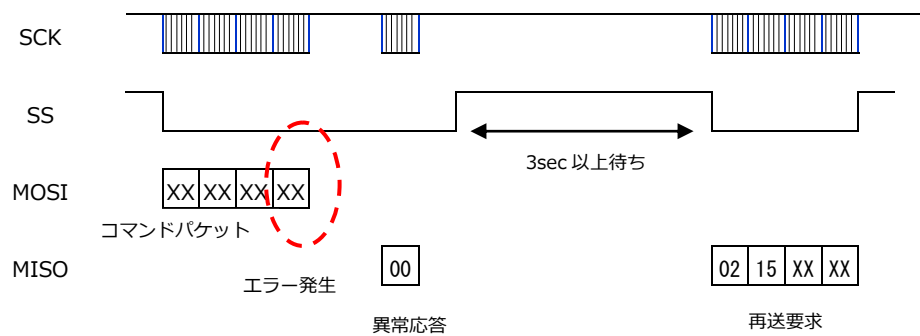 SCK
SS
3sec 以上待ち
MOSI
XX XX XX XX
コマンドパケット
MISO
00
02 15 XX XX
エラー発生
異常応答
再送要求